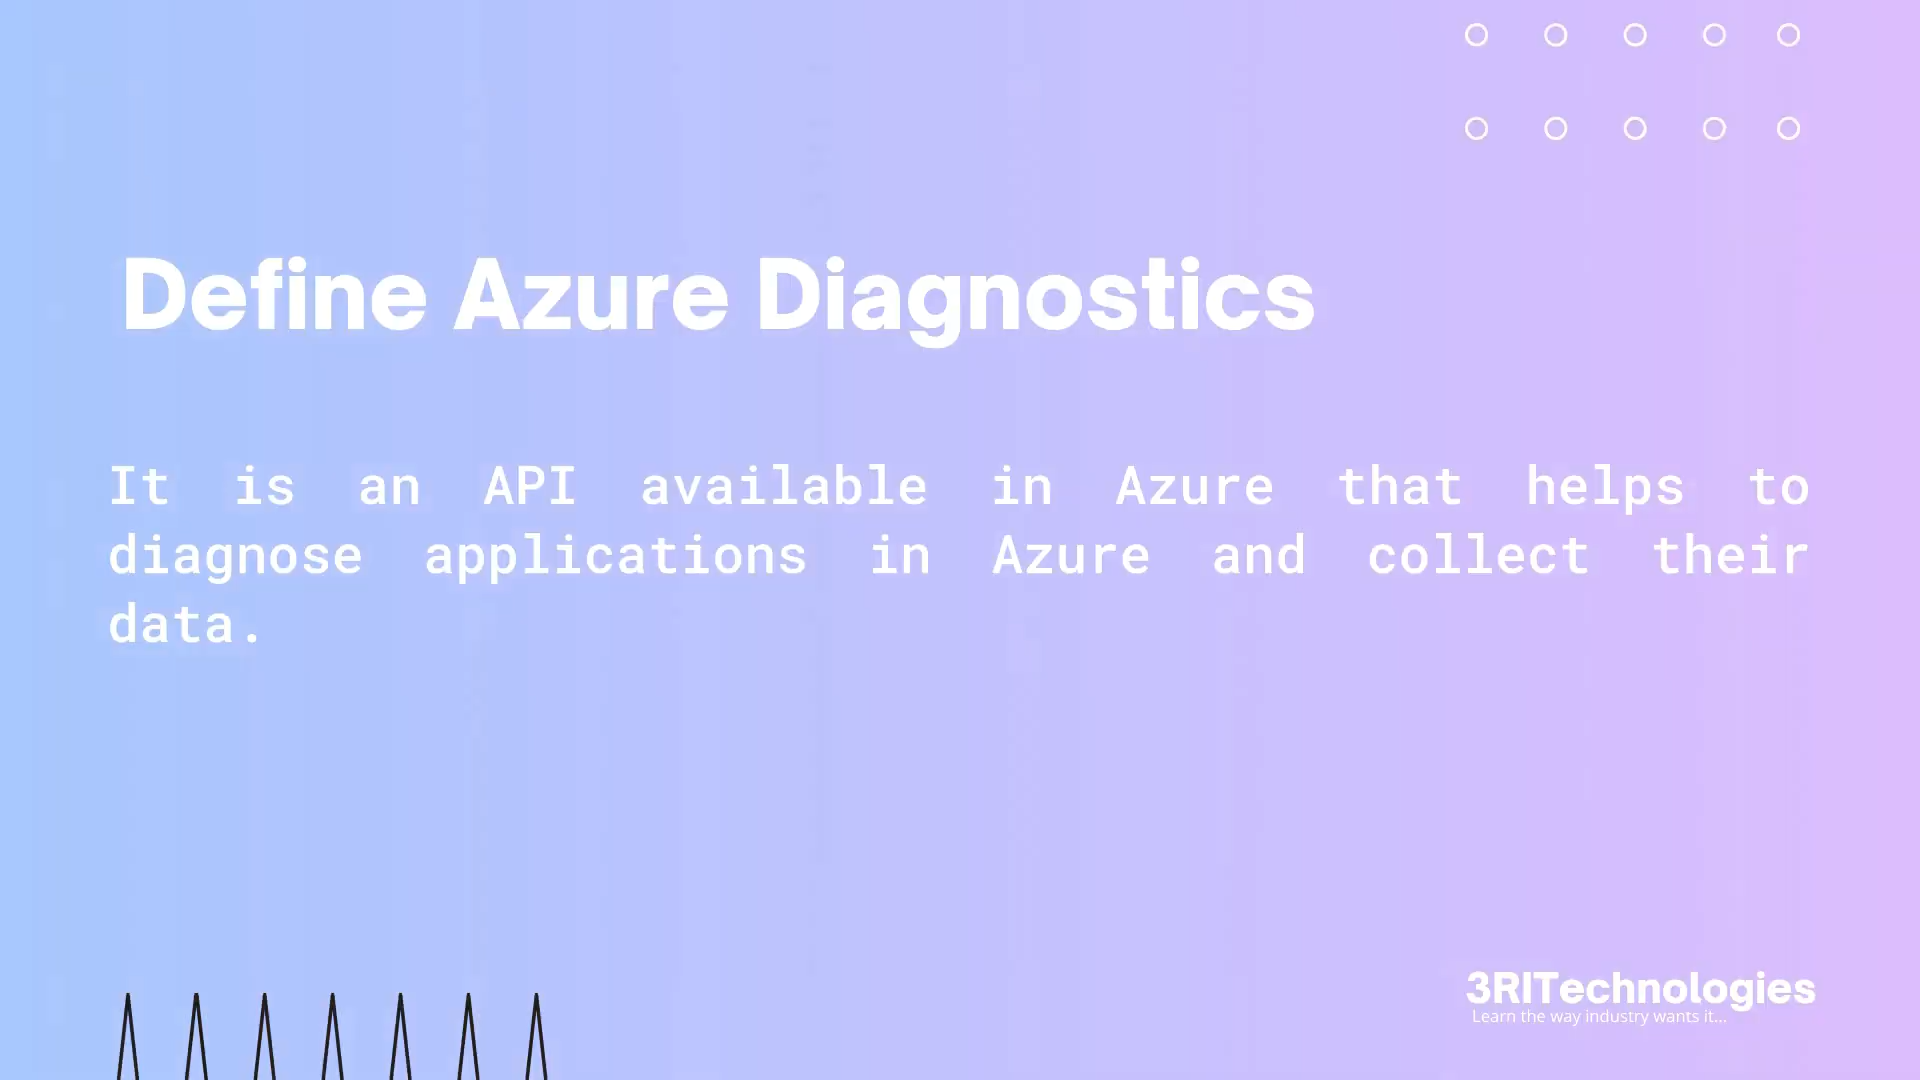 Define Azure Diagnostics
It is an API available in Azure that helps to
diagnose applications in Azure and collect their
data.
3RITechnologies
Learn the way industry wants it...